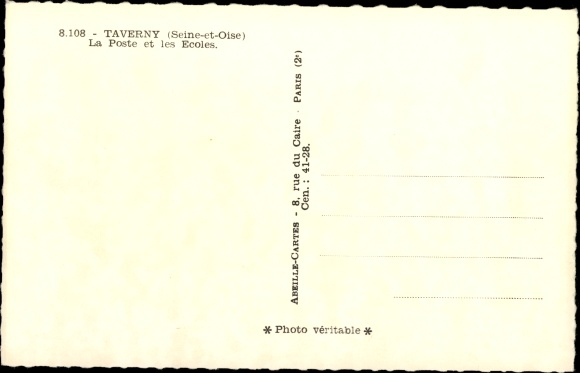 8.108 - TAVERNY (Seine-et-Oise)
La Poste et les Ecoles.
ABEILLE-CARTES - 8, rue du Caire - PARIS (2e)
Cen. : 41-28.
* Photo véritable *